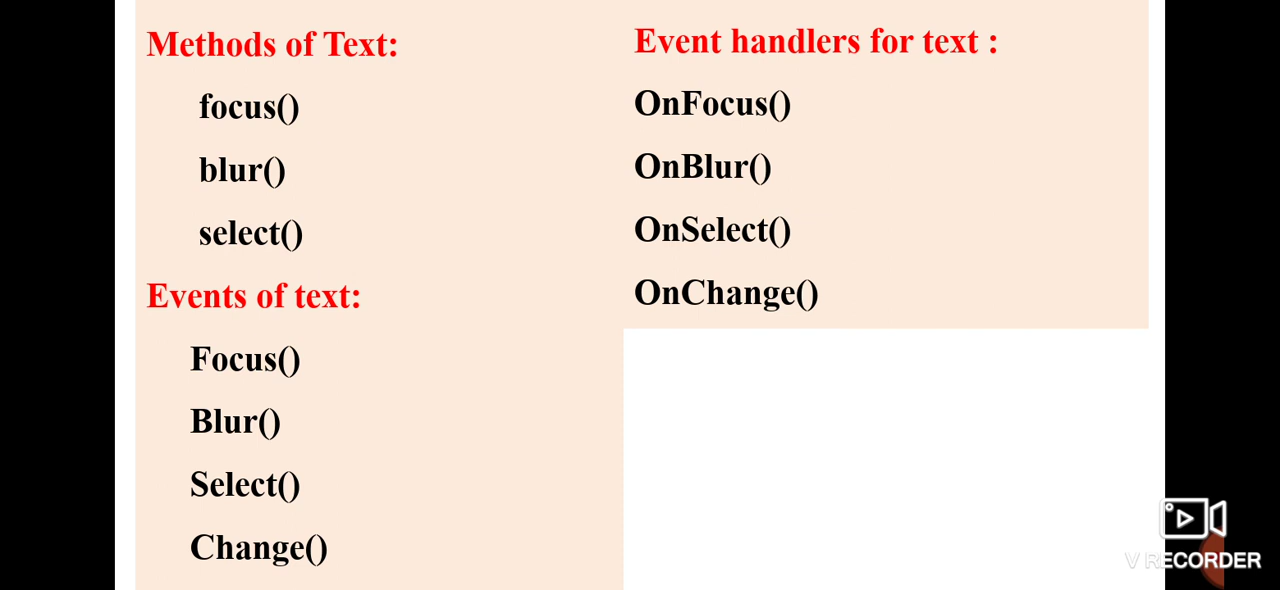 Methods of Text:
focus()
blur()
select()
Events of text:
Focus()
Blur()
Select()
Change()
Event handlers for text :
OnFocus()
OnBlur()
OnSelect()
OnChange()
V RECORDER